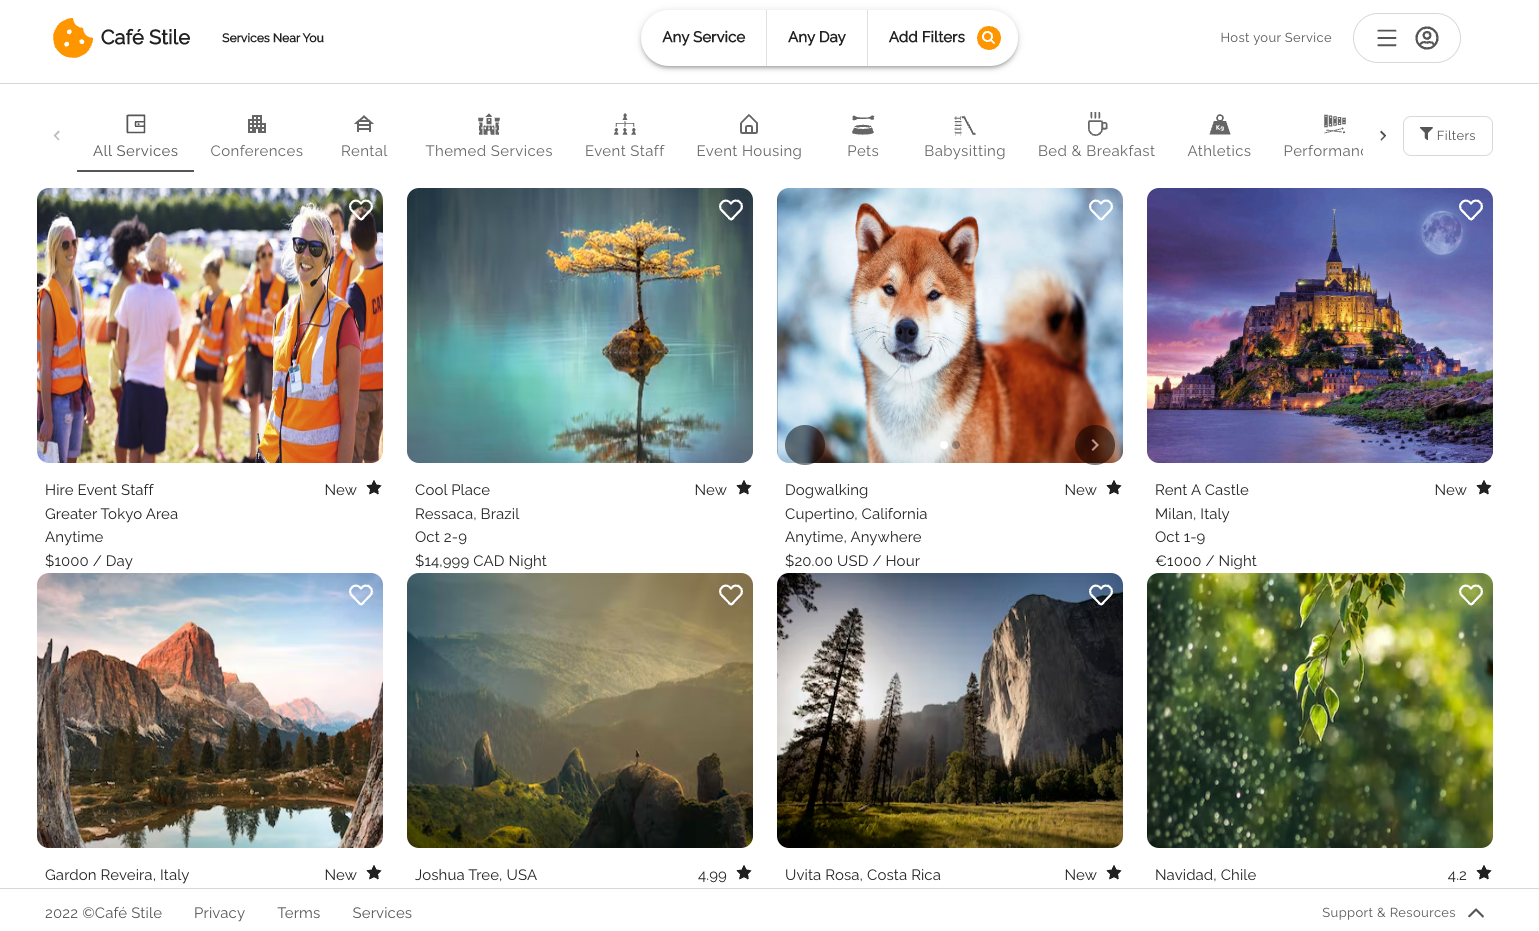 Café Stile
Services Near You
Any Service
Any Day
Add Filters
Host your Service
All Services
Conferences
Rental
Themed Services
Event Staff
Event Housing
Pets
Babysitting
Bed & Breakfast
Kg
Athletics
Performanc
Filters
Hire Event Staff
New
Greater Tokyo Area
Anytime
$1000 / Day
Cool Place
New
Ressaca, Brazil
Oct 2-9
$14,999 CAD Night
Dogwalking
New
Cupertino, California
Anytime, Anywhere
$20.00 USD / Hour
Rent A Castle
New
Milan, Italy
Oct 1-9
€1000 / Night
Gardon Reveira, Italy
New
Joshua Tree, USA
4.99
Uvita Rosa, Costa Rica
New
Navidad, Chile
4.2
2022 ©Café Stile
Privacy
Terms
Services
Support & Resources